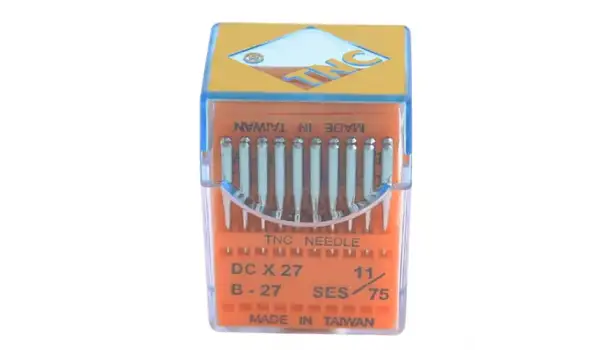 TNC
MADE IN TAIWAN
TNC NEEDLE
DC X 27 11/75
B - 27 SES
MADE IN TAIWAN